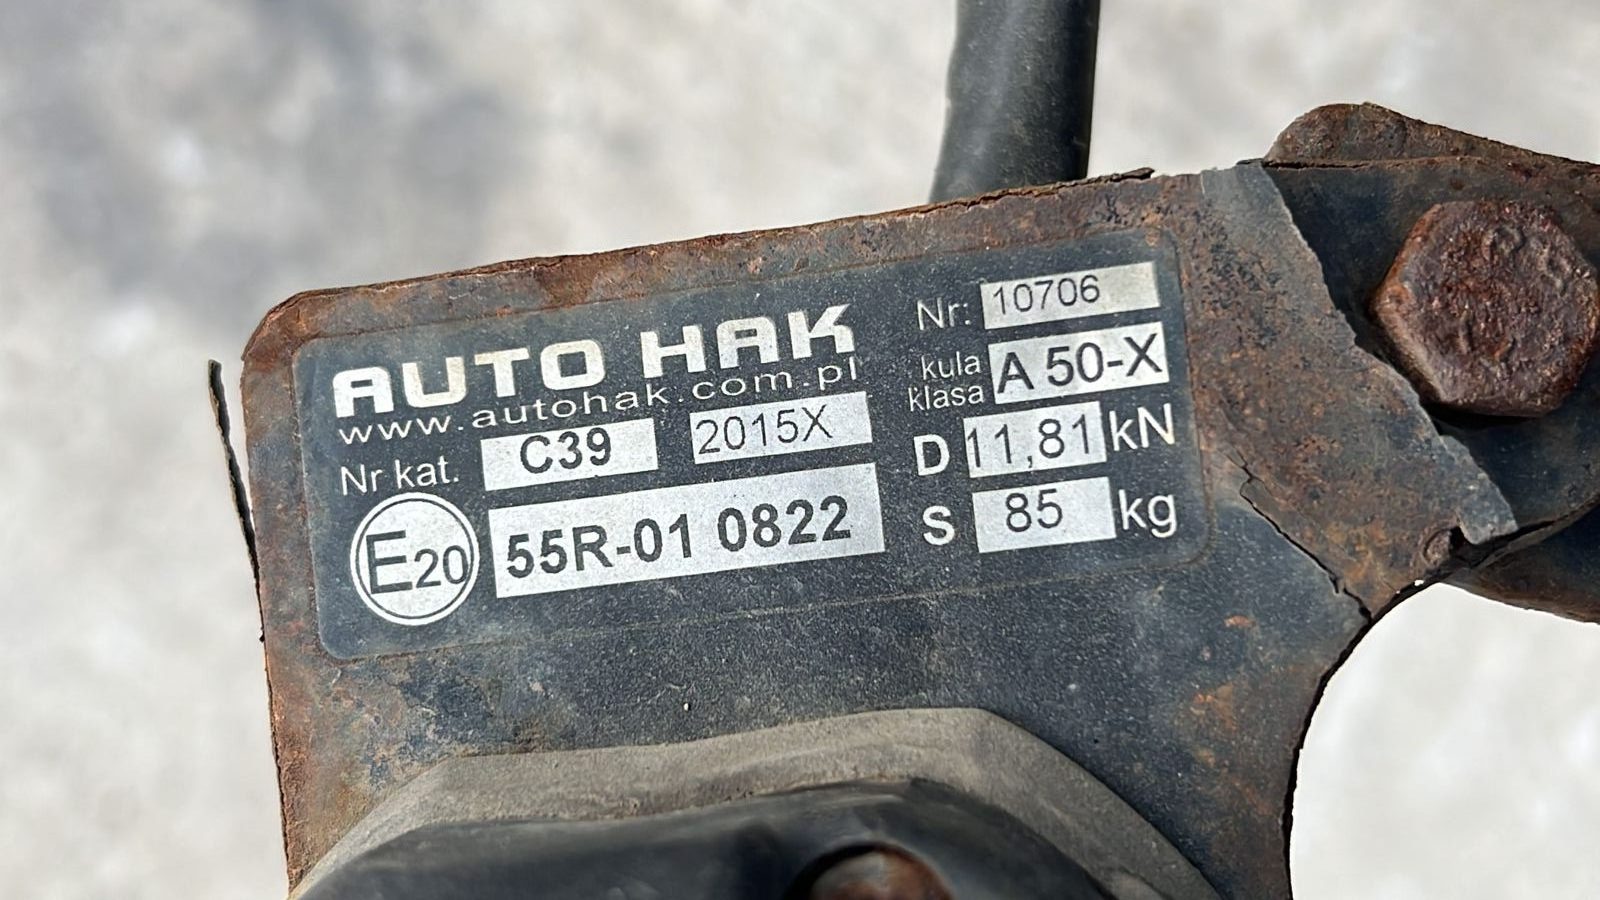 AUTO HAK
www.autohak.com.pl
Nr kat. C39 2015X
E20 55R-01 0822
Nr: 10706
kula
klasa A 50-X
D 11,81 kN
S 85 kg